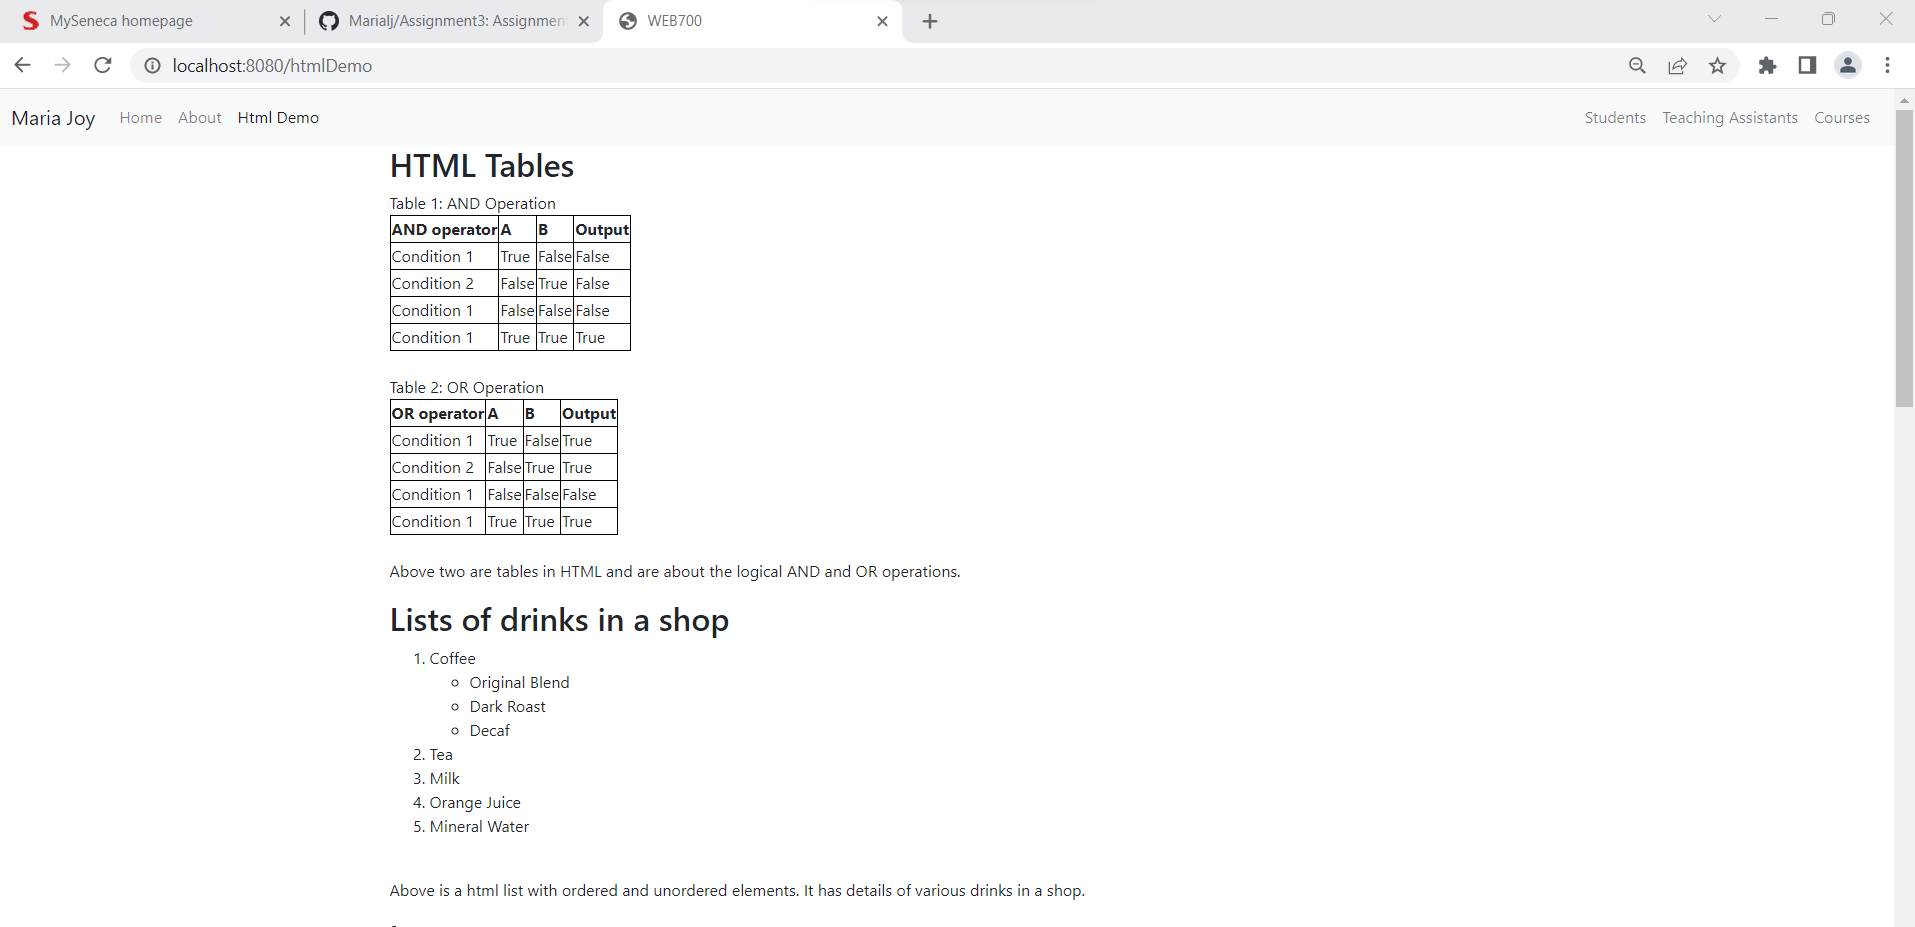 MySeneca homepage
Marialj/Assignment3: Assignmen
WEB700
localhost:8080/htmlDemo
Maria Joy Home About Html Demo Students Teaching Assistants Courses
HTML Tables
Table 1: AND Operation
AND operator A B Output
Condition 1 True False False
Condition 2 False True False
Condition 1 False False False
Condition 1 True True True
Table 2: OR Operation
OR operator A B Output
Condition 1 True False True
Condition 2 False True True
Condition 1 False False False
Condition 1 True True True
Above two are tables in HTML and are about the logical AND and OR operations.
Lists of drinks in a shop
1. Coffee
Original Blend
Dark Roast
Decaf
2. Tea
3. Milk
4. Orange Juice
5. Mineral Water
Above is a html list with ordered and unordered elements. It has details of various drinks in a shop.